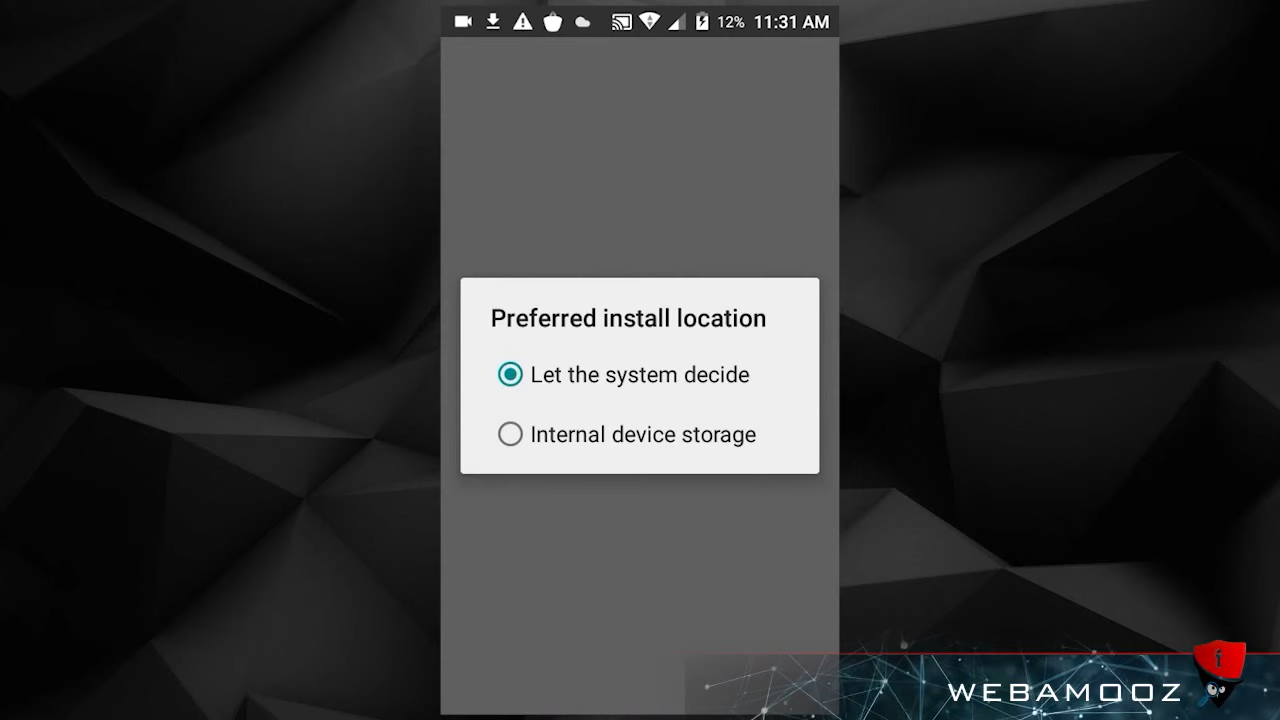 12% 11:31 AM
Preferred install location
Let the system decide
Internal device storage
WEBAMOOZ